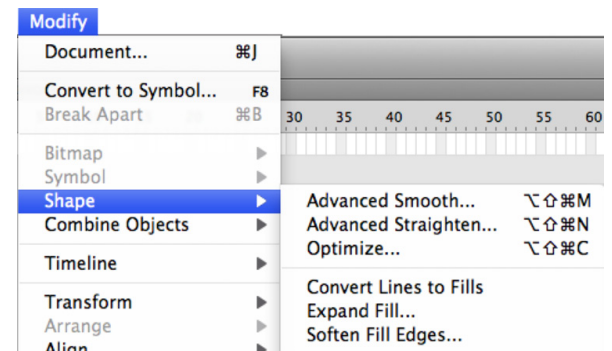 Modify
Document... ⌘J
Convert to Symbol... F8
Break Apart ⌘B
30 35 40 45 50 55 60
Bitmap
Symbol
Shape
Combine Objects
Timeline
Transform
Arrange
Align
Advanced Smooth... ⌥⇧⌘M
Advanced Straighten... ⌥⇧⌘N
Optimize... ⌥⇧⌘C
Convert Lines to Fills
Expand Fill...
Soften Fill Edges...